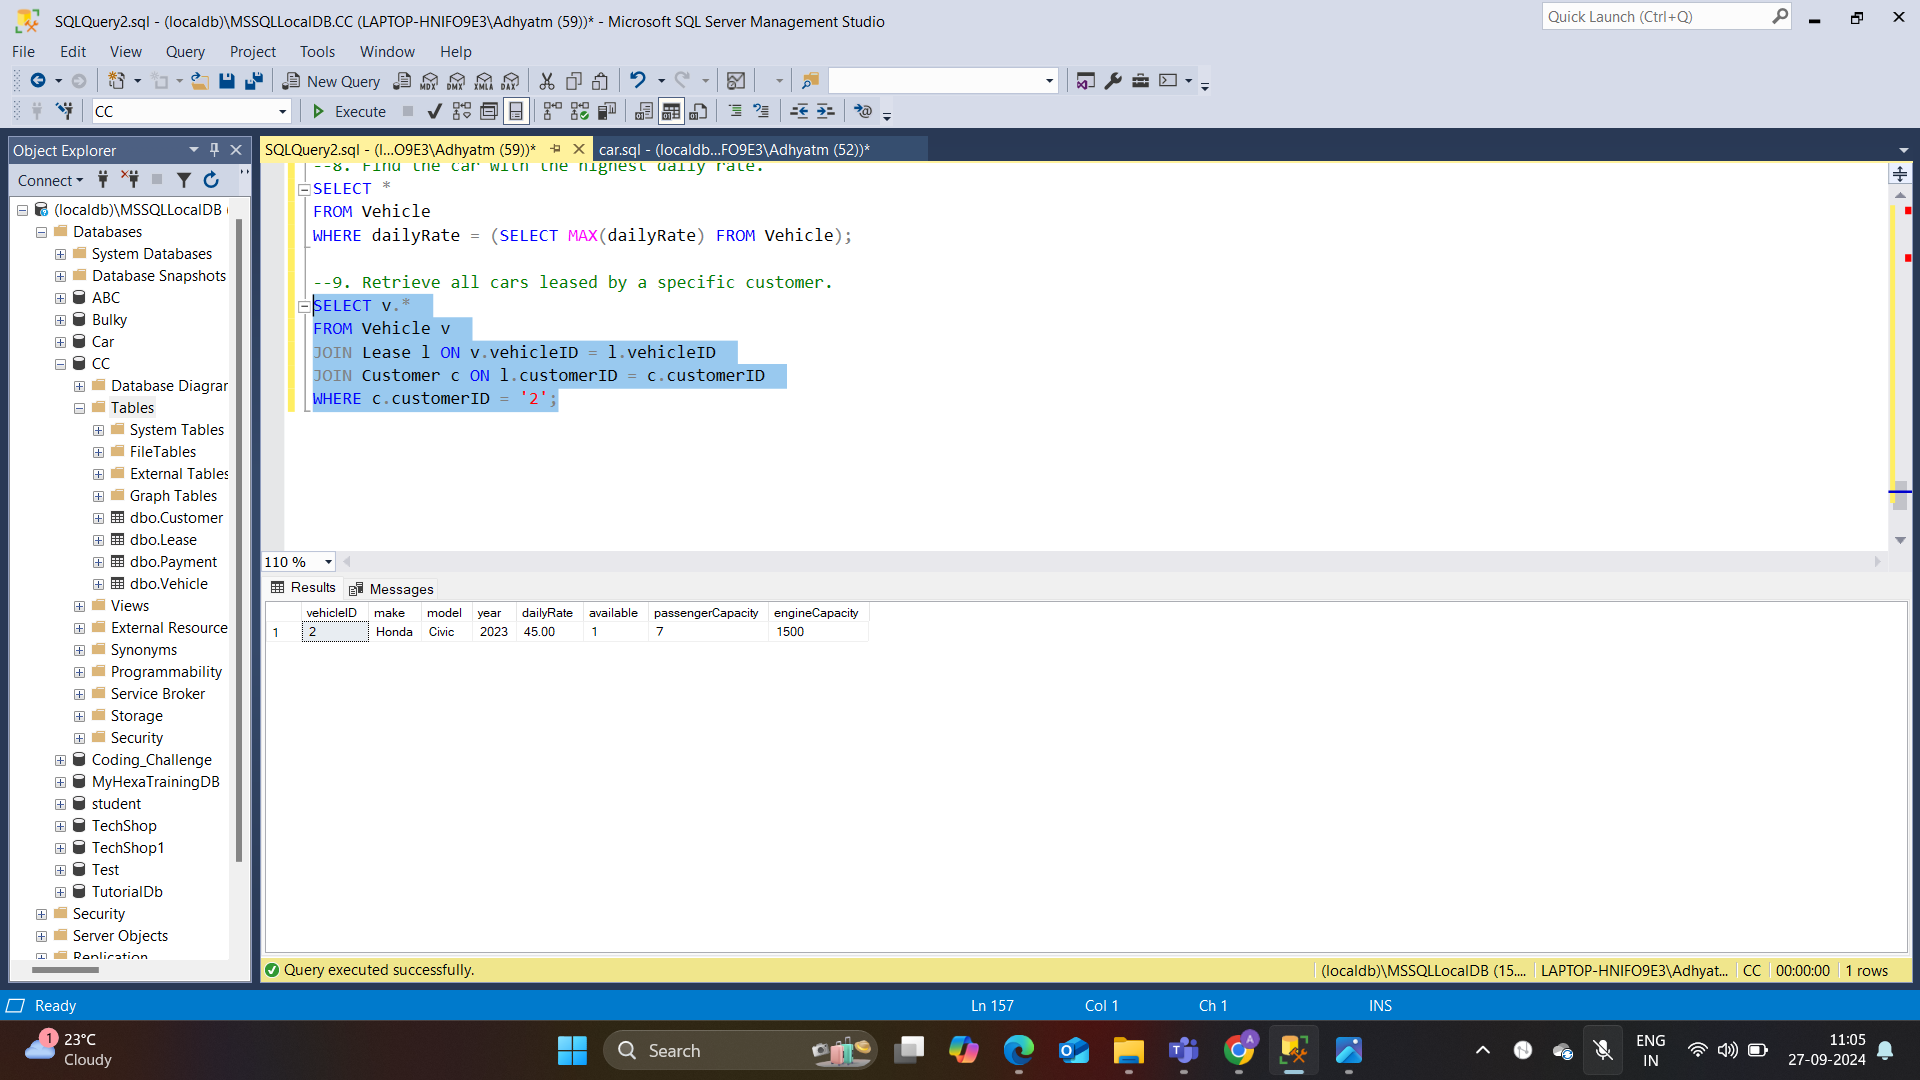 SQLQuery2.sql - (localdb)\MSSQLLocalDB.CC (LAPTOP-HNIFO9E3\Adhyatm (59))* - Microsoft SQL Server Management Studio
Quick Launch (Ctrl+Q)
File Edit View Query Project Tools Window Help
New Query
MDX DMX XMLA DAX
CC
Execute
Object Explorer
SQLQuery2.sql - (l...O9E3\Adhyatm (59))*
car.sql - (localdb...FO9E3\Adhyatm (52))*
Connect
(localdb)\MSSQLLocalDB (
Databases
System Databases
Database Snapshots
ABC
Bulky
Car
CC
Database Diagrar
Tables
System Tables
FileTables
External Tables
Graph Tables
dbo.Customer
dbo.Lease
dbo.Payment
dbo.Vehicle
Views
External Resource
Synonyms
Programmability
Service Broker
Storage
Security
Coding_Challenge
MyHexaTrainingDB
student
TechShop
TechShop1
Test
TutorialDb
Security
Server Objects
Replication
--8. Find the car with the highest daily rate.
SELECT *
FROM Vehicle
WHERE dailyRate = (SELECT MAX(dailyRate) FROM Vehicle);
--9. Retrieve all cars leased by a specific customer.
SELECT v.*
FROM Vehicle v
JOIN Lease l ON v.vehicleID = l.vehicleID
JOIN Customer c ON l.customerID = c.customerID
WHERE c.customerID = '2';
110 %
Results Messages
vehicleID make model year dailyRate available passengerCapacity engineCapacity
1 2 Honda Civic 2023 45.00 1 7 1500
Query executed successfully.
(localdb)\MSSQLLocalDB (15.... LAPTOP-HNIFO9E3\Adhyat... CC 00:00:00 1 rows
Ready
Ln 157 Col 1 Ch 1 INS
1
23°C
Cloudy
Search
A
ENG
IN
11:05
27-09-2024